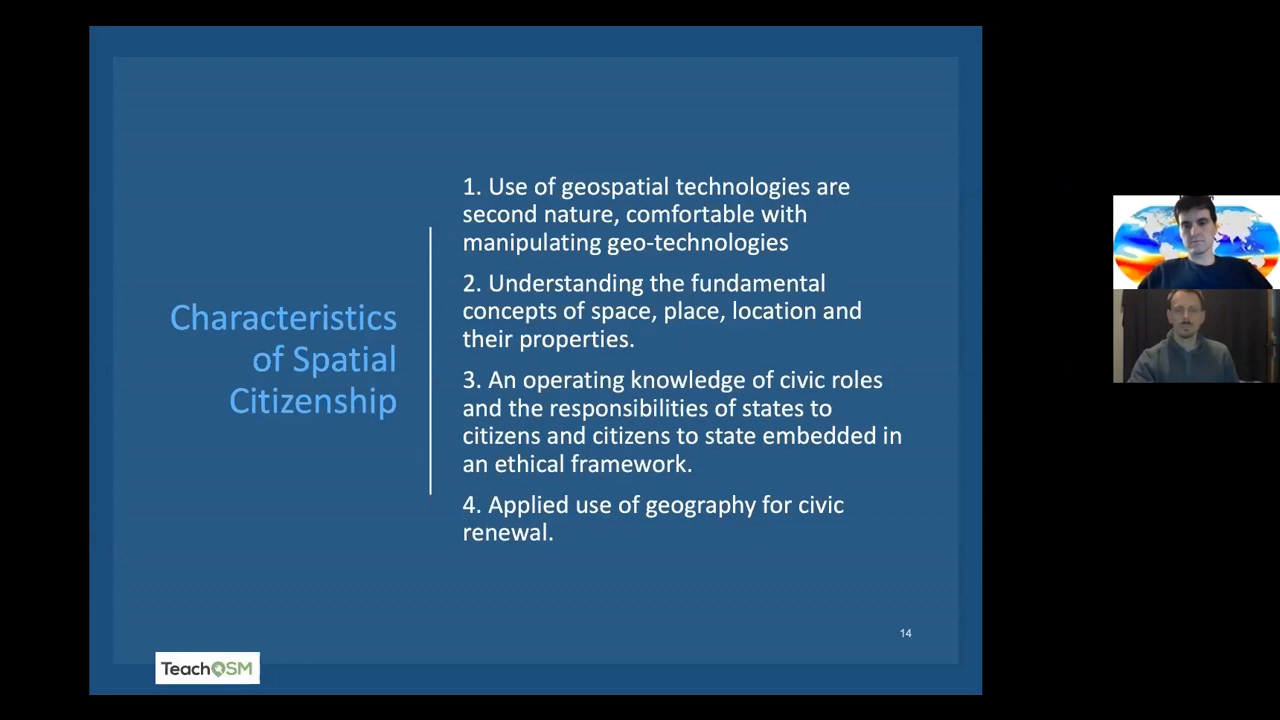 Characteristics
of Spatial
Citizenship
1. Use of geospatial technologies are
second nature, comfortable with
manipulating geo-technologies
2. Understanding the fundamental
concepts of space, place, location and
their properties.
3. An operating knowledge of civic roles
and the responsibilities of states to
citizens and citizens to state embedded in
an ethical framework.
4. Applied use of geography for civic
renewal.
14
TeachOSM